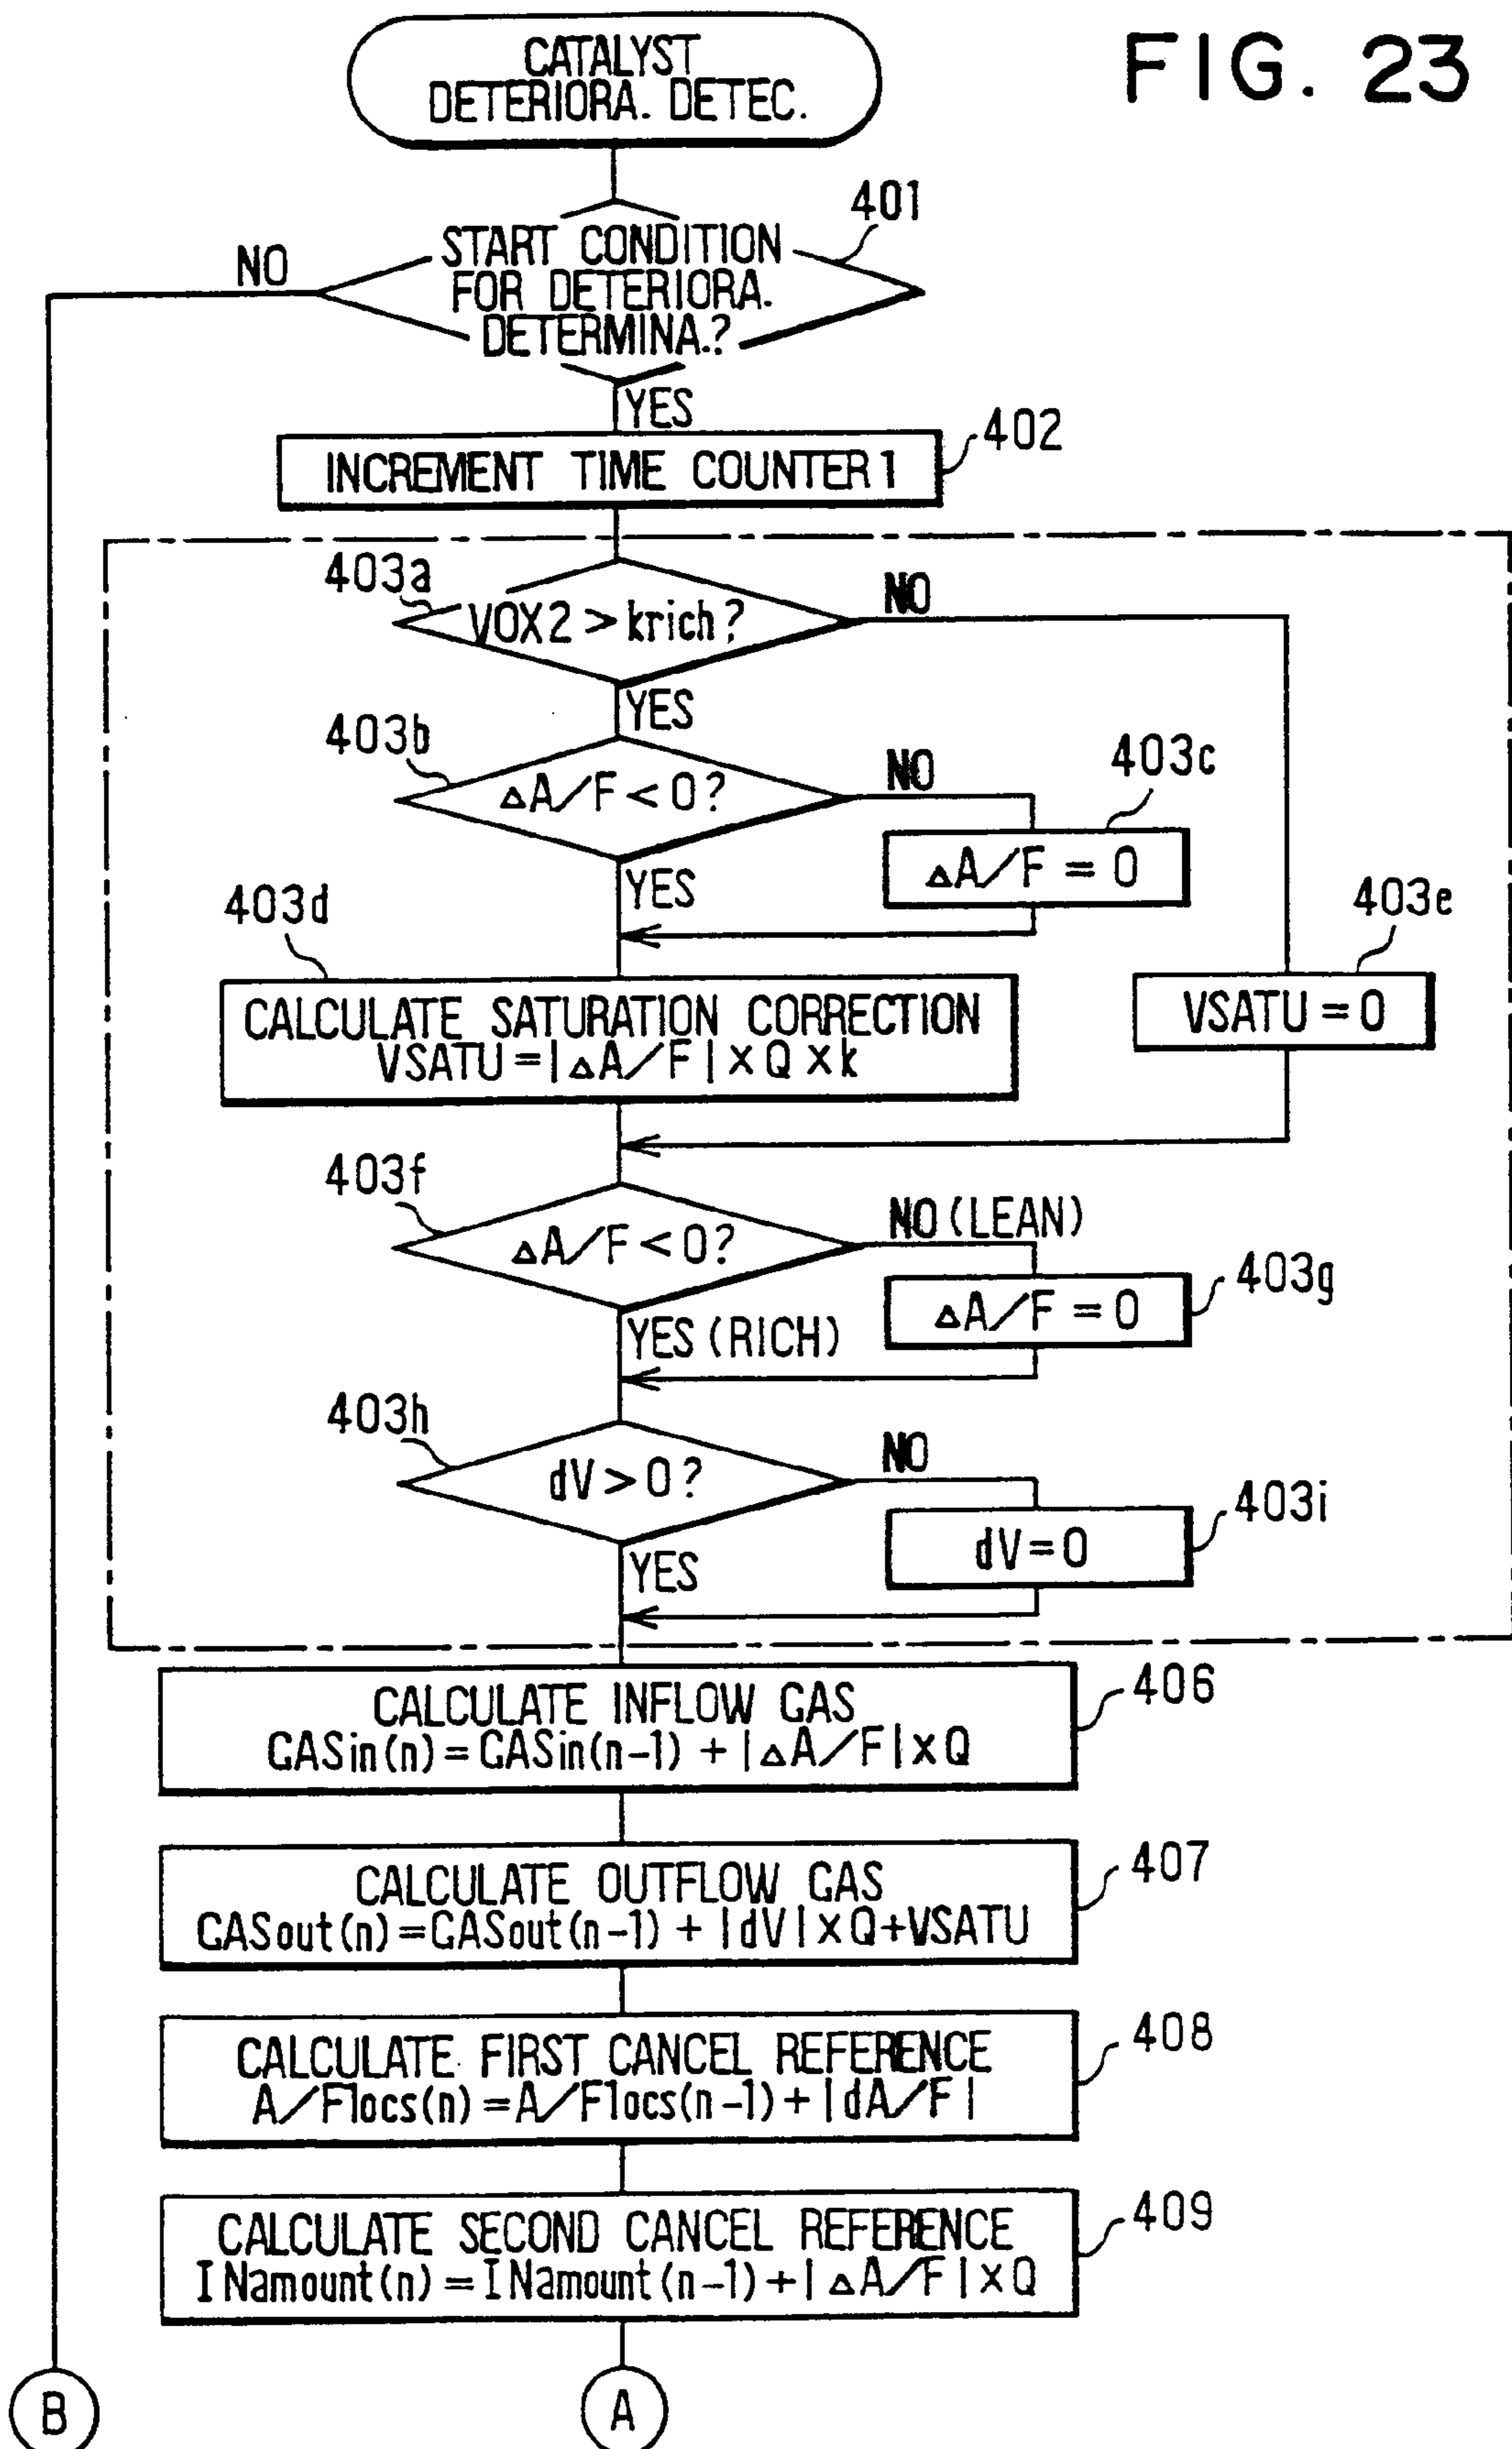 FIG. 23
CATALYST
DETERIORA. DETEC.
401
START CONDITION
FOR DETERIORA.
DETERMINA.?
NO
YES
402
INCREMENT TIME COUNTER 1
403a
VOX2 > krich?
NO
YES
403b
ΔA/F < 0?
NO
403c
ΔA/F = 0
YES
403d
403e
CALCULATE SATURATION CORRECTION
VSATU = |ΔA/F| × Q × k
VSATU = 0
403f
ΔA/F < 0?
NO (LEAN)
403g
ΔA/F = 0
YES (RICH)
403h
dV > 0?
NO
403i
dV = 0
YES
406
CALCULATE INFLOW GAS
GASin(n) = GASin(n-1) + |ΔA/F| × Q
407
CALCULATE OUTFLOW GAS
GASout(n) = GASout(n-1) + |dV| × Q + VSATU
408
CALCULATE FIRST CANCEL REFERENCE
A/Flocs(n) = A/Flocs(n-1) + |dA/F|
409
CALCULATE SECOND CANCEL REFERENCE
INamount(n) = INamount(n-1) + |ΔA/F| × Q
B
A